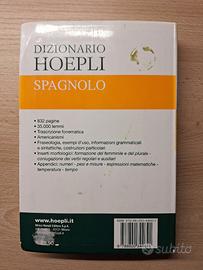 DIZIONARIO
HOEPLI
SPAGNOLO
• 832 pagine
• 35.000 lemmi
• Trascrizione fonematica
• Americanismi
• Fraseologia, esempi d'uso, informazioni grammaticali
e sintattiche, costruzioni particolari
• Inserti morfologici: formazione del femminile e del plurale -
coniugazione dei verbi regolari e ausiliari
• Appendici: numeri - pesi e misure - espressioni matematiche -
temperatura - tempo
www.hoepli.it
subito